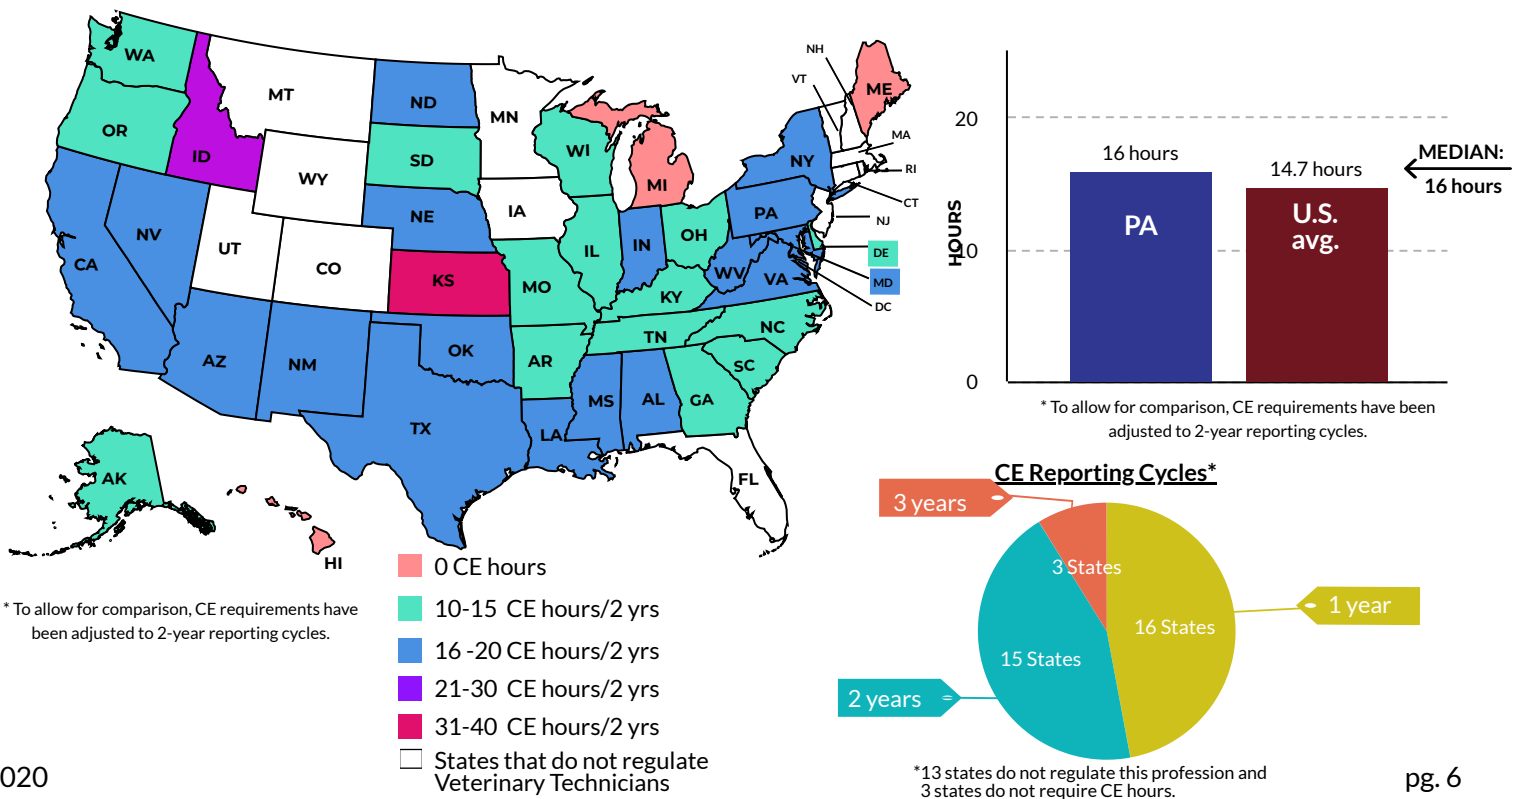 WA
OR
ID
MT
WY
ND
SD
NE
KS
MN
IA
WI
MI
ME
NH
VT
MA
RI
CT
NJ
NY
PA
DE
MD
DC
CA
NV
UT
CO
AZ
NM
OK
TX
MO
AR
LA
IL
IN
OH
KY
WV
VA
TN
NC
SC
GA
MS
AL
FL
AK
HI
* To allow for comparison, CE requirements have
been adjusted to 2-year reporting cycles.
0 CE hours
10-15 CE hours/2 yrs
16 -20 CE hours/2 yrs
21-30 CE hours/2 yrs
31-40 CE hours/2 yrs
States that do not regulate
Veterinary Technicians
HOURS
20
10
0
16 hours
PA
14.7 hours
U.S.
avg.
MEDIAN:
16 hours
* To allow for comparison, CE requirements have been
adjusted to 2-year reporting cycles.
CE Reporting Cycles*
3 years
3 States
1 year
16 States
15 States
2 years
*13 states do not regulate this profession and
3 states do not require CE hours.
020
pg. 6